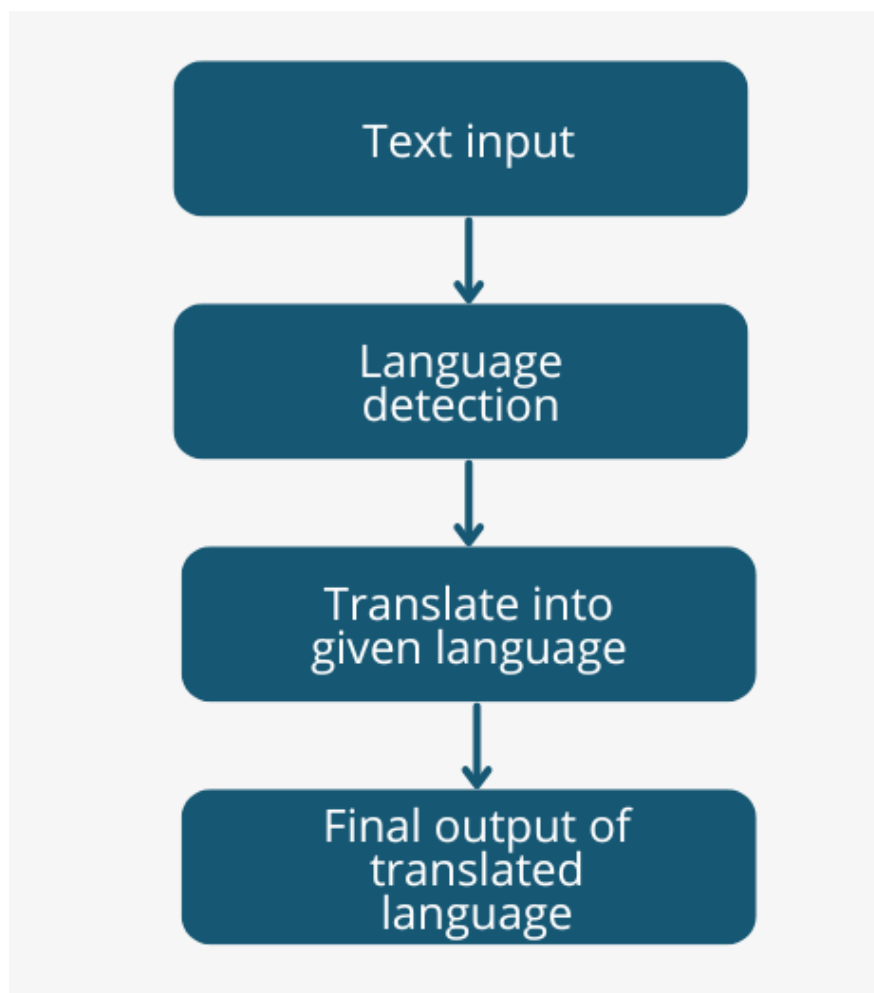 Text input
Language
detection
Translate into
given language
Final output of
translated
language